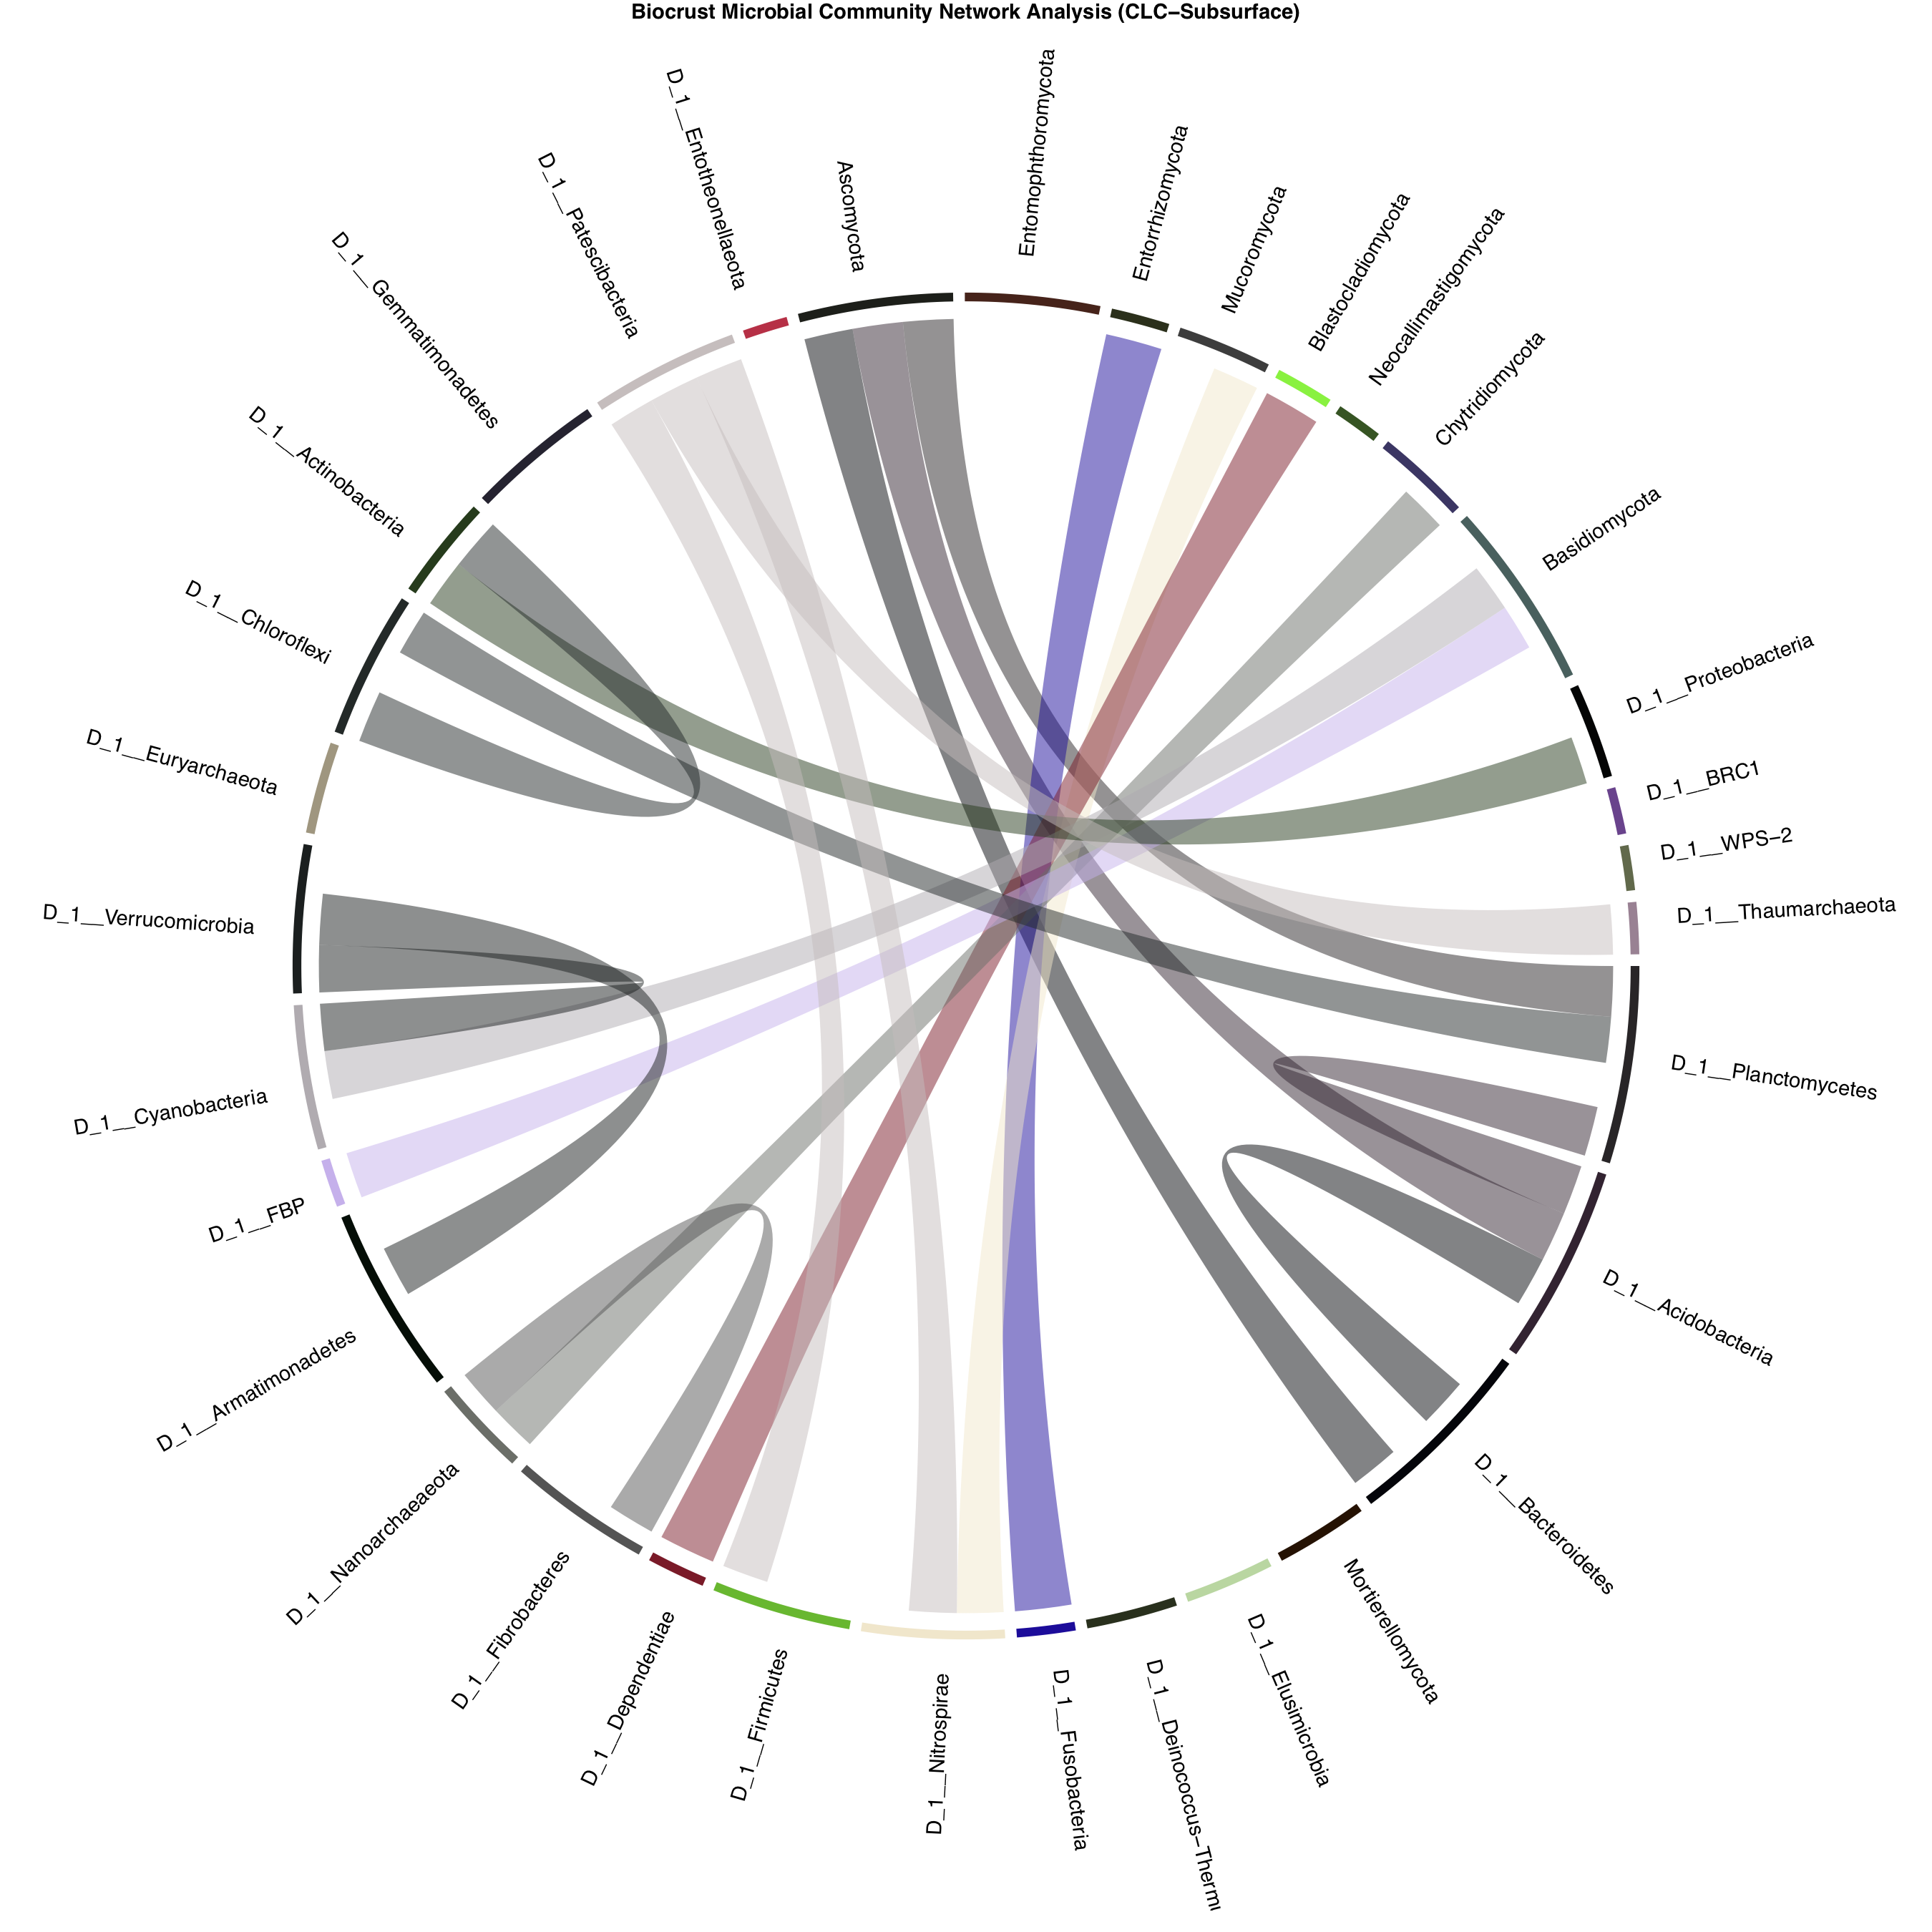 Biocrust Microbial Community Network Analysis (CLC−Subsurface)
Entomophthoromycota
Entorrhizomycota
Mucoromycota
Blastocladiomycota
Neocallimastigomycota
Chytridiomycota
Basidiomycota
D_1__Proteobacteria
D_1__BRC1
D_1__WPS−2
D_1__Thaumarchaeota
D_1__Planctomycetes
D_1__Acidobacteria
D_1__Bacteroidetes
Mortierellomycota
D_1__Elusimicrobia
D_1__Deinococcus−Thermu
D_1__Fusobacteria
D_1__Nitrospirae
D_1__Firmicutes
D_1__Dependentiae
D_1__Fibrobacteres
D_1__Nanoarchaeaeota
D_1__Armatimonadetes
D_1__FBP
D_1__Cyanobacteria
D_1__Verrucomicrobia
D_1__Euryarchaeota
D_1__Chloroflexi
D_1__Actinobacteria
D_1__Gemmatimonadetes
D_1__Patescibacteria
D_1__Entotheonellaeota
Ascomycota